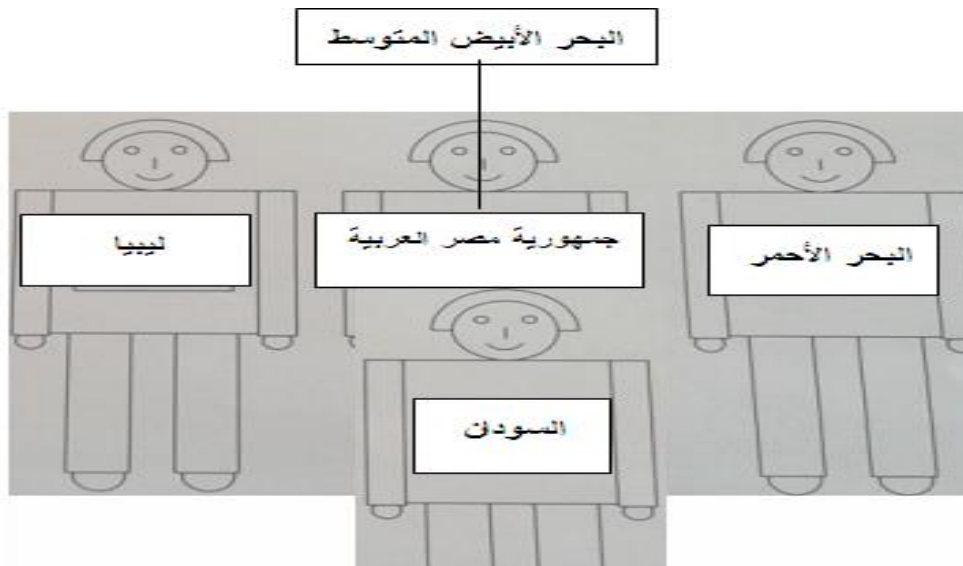 البحر الأبيض المتوسط
جمهورية مصر العربية
البحر الأحمر
ليبيا
السودان